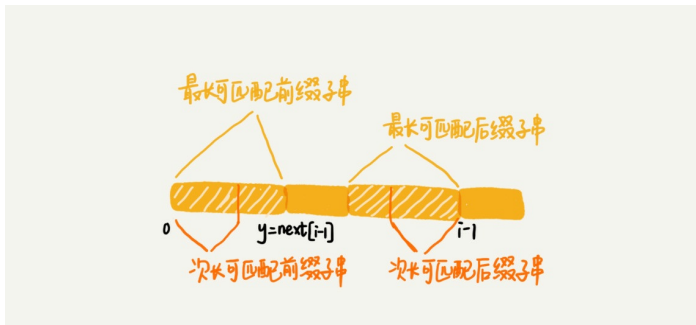 最长可匹配前缀子串
最长可匹配后缀子串
0
y=next[i-1]
i-1
次长可匹配前缀子串
次长可匹配后缀子串